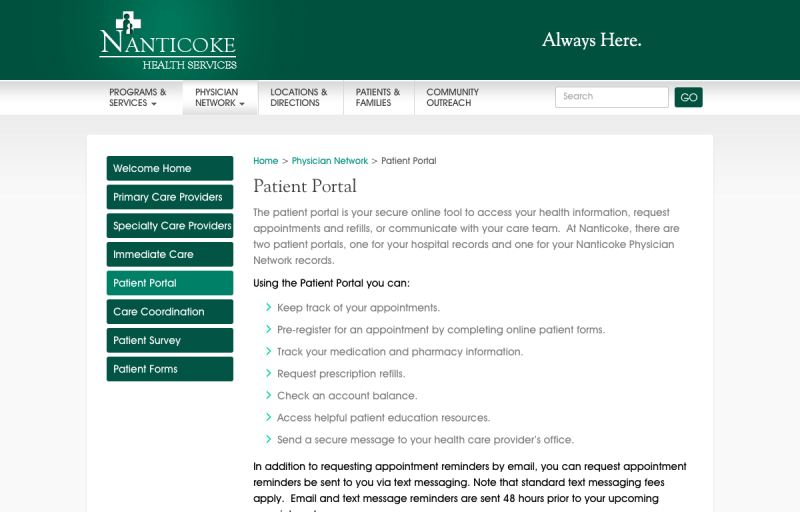 NANTICOKE
HEALTH SERVICES
Always Here.
PROGRAMS &
SERVICES
PHYSICIAN
NETWORK
LOCATIONS &
DIRECTIONS
PATIENTS &
FAMILIES
COMMUNITY
OUTREACH
Search
GO
Welcome Home
Primary Care Providers
Specialty Care Providers
Immediate Care
Patient Portal
Care Coordination
Patient Survey
Patient Forms
Home > Physician Network > Patient Portal
Patient Portal
The patient portal is your secure online tool to access your health information, request
appointments and refills, or communicate with your care team.  At Nanticoke, there are
two patient portals, one for your hospital records and one for your Nanticoke Physician
Network records.
Using the Patient Portal you can:
Keep track of your appointments.
Pre-register for an appointment by completing online patient forms.
Track your medication and pharmacy information.
Request prescription refills.
Check an account balance.
Access helpful patient education resources.
Send a secure message to your health care provider's office.
In addition to requesting appointment reminders by email, you can request appointment
reminders be sent to you via text messaging. Note that standard text messaging fees
apply.  Email and text message reminders are sent 48 hours prior to your upcoming